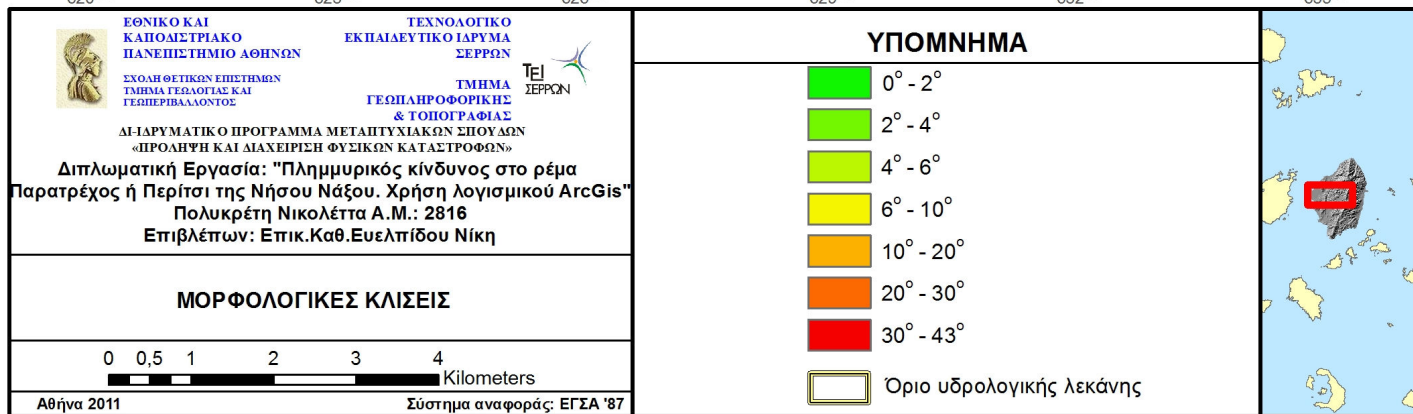 ΕΘΝΙΚΟ ΚΑΙ
ΚΑΠΟΔΙΣΤΡΙΑΚΟ
ΠΑΝΕΠΙΣΤΗΜΙΟ ΑΘΗΝΩΝ
ΣΧΟΛΗ ΘΕΤΙΚΩΝ ΕΠΙΣΤΗΜΩΝ
ΤΜΗΜΑ ΓΕΩΛΟΓΙΑΣ ΚΑΙ
ΓΕΩΠΕΡΙΒΑΛΛΟΝΤΟΣ
ΤΕΧΝΟΛΟΓΙΚΟ
ΕΚΠΑΙΔΕΥΤΙΚΟ ΙΔΡΥΜΑ
ΣΕΡΡΩΝ
ΤΜΗΜΑ
ΓΕΩΠΛΗΡΟΦΟΡΙΚΗΣ
& ΤΟΠΟΓΡΑΦΙΑΣ
ΤΕΙ
ΣΕΡΡΩΝ
ΔΙ-ΙΔΡΥΜΑΤΙΚΟ ΠΡΟΓΡΑΜΜΑ ΜΕΤΑΠΤΥΧΙΑΚΩΝ ΣΠΟΥΔΩΝ
«ΠΡΟΛΗΨΗ ΚΑΙ ΔΙΑΧΕΙΡΙΣΗ ΦΥΣΙΚΩΝ ΚΑΤΑΣΤΡΟΦΩΝ»
Διπλωματική Εργασία: "Πλημμυρικός κίνδυνος στο ρέμα
Παρατρέχος ή Περίτσι της Νήσου Νάξου. Χρήση λογισμικού ArcGis"
Πολυκρέτη Νικολέττα Α.Μ.: 2816
Επιβλέπων: Επικ.Καθ.Ευελπίδου Νίκη
ΜΟΡΦΟΛΟΓΙΚΕΣ ΚΛΙΣΕΙΣ
0 0,5 1 2 3 4
Kilometers
Αθήνα 2011 Σύστημα αναφοράς: ΕΓΣΑ '87
ΥΠΟΜΝΗΜΑ
0° - 2°
2° - 4°
4° - 6°
6° - 10°
10° - 20°
20° - 30°
30° - 43°
Όριο υδρολογικής λεκάνης